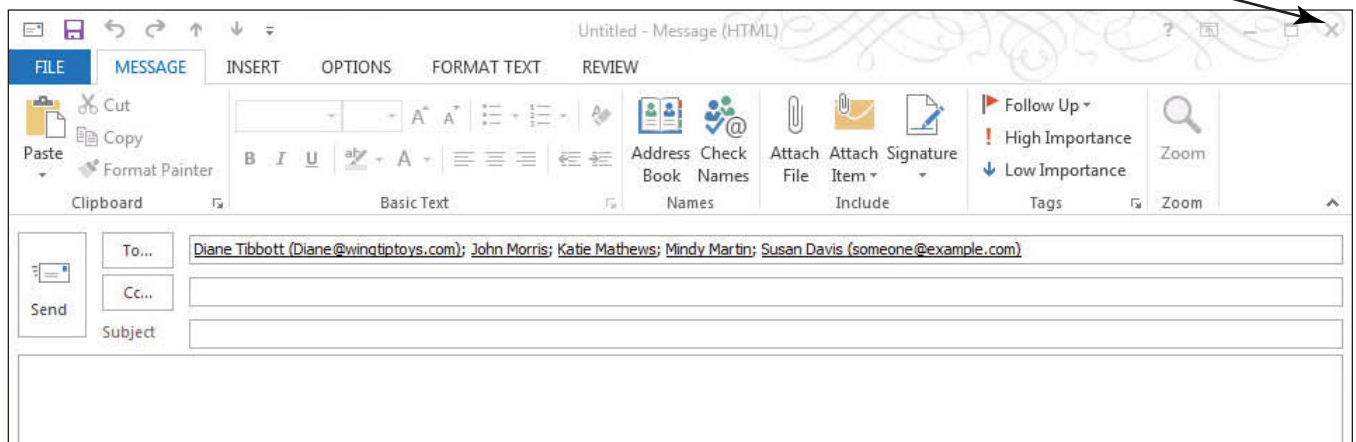 Untitled - Message (HTML)
?
FILE MESSAGE INSERT OPTIONS FORMAT TEXT REVIEW
Paste
Cut
Copy
Format Painter
Clipboard
A A
B I U aby A
Basic Text
Address Book
Check Names
Names
Attach File
Attach Item
Signature
Include
Follow Up
! High Importance
Low Importance
Tags
Zoom
Zoom
Send
To... Diane Tibbott (Diane@wingtiptoys.com); John Morris; Katie Mathews; Mindy Martin; Susan Davis (someone@example.com)
Cc...
Subject